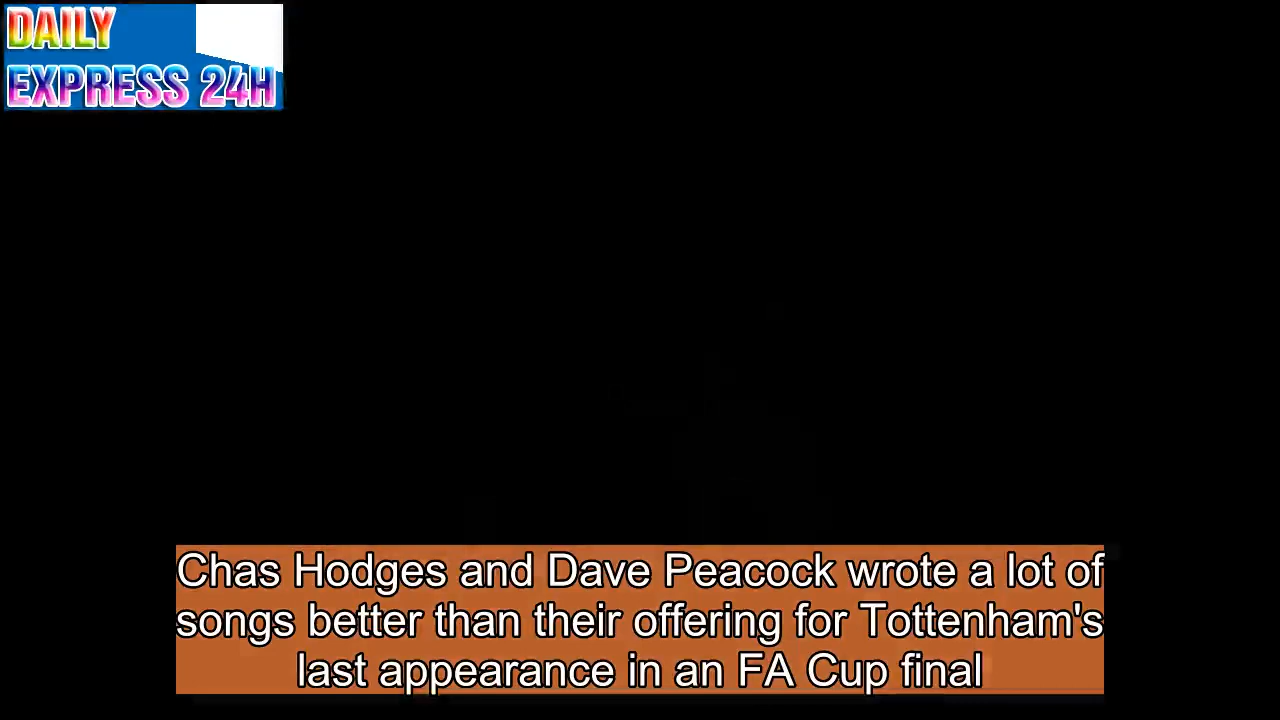 DAILY
EXPRESS 24H
Chas Hodges and Dave Peacock wrote a lot of
songs better than their offering for Tottenham's
last appearance in an FA Cup final